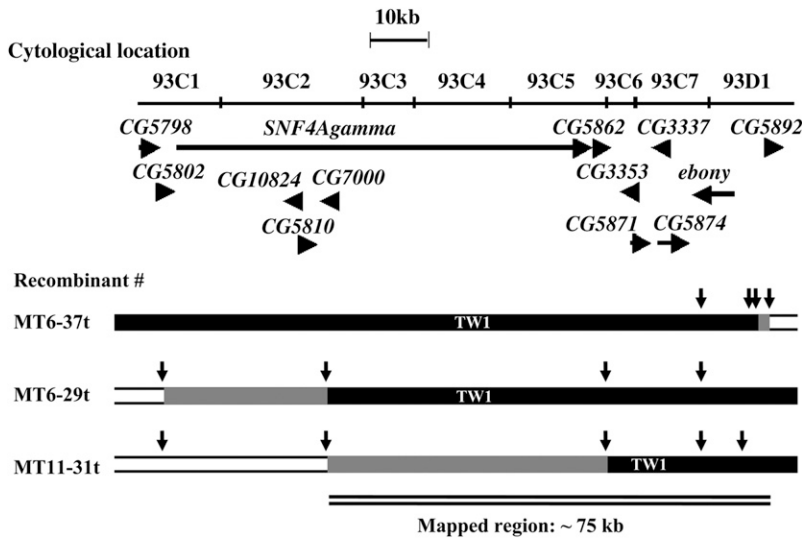 10kb
Cytological location
93C1 93C2 93C3 93C4 93C5 93C6 93C7 93D1
CG5798 SNF4Agamma CG5862 CG3337 CG5892
CG5802 CG10824 CG7000 CG3353 ebony
CG5810 CG5871 CG5874
Recombinant #
MT6-37t TW1
MT6-29t TW1
MT11-31t TW1
Mapped region: ~ 75 kb